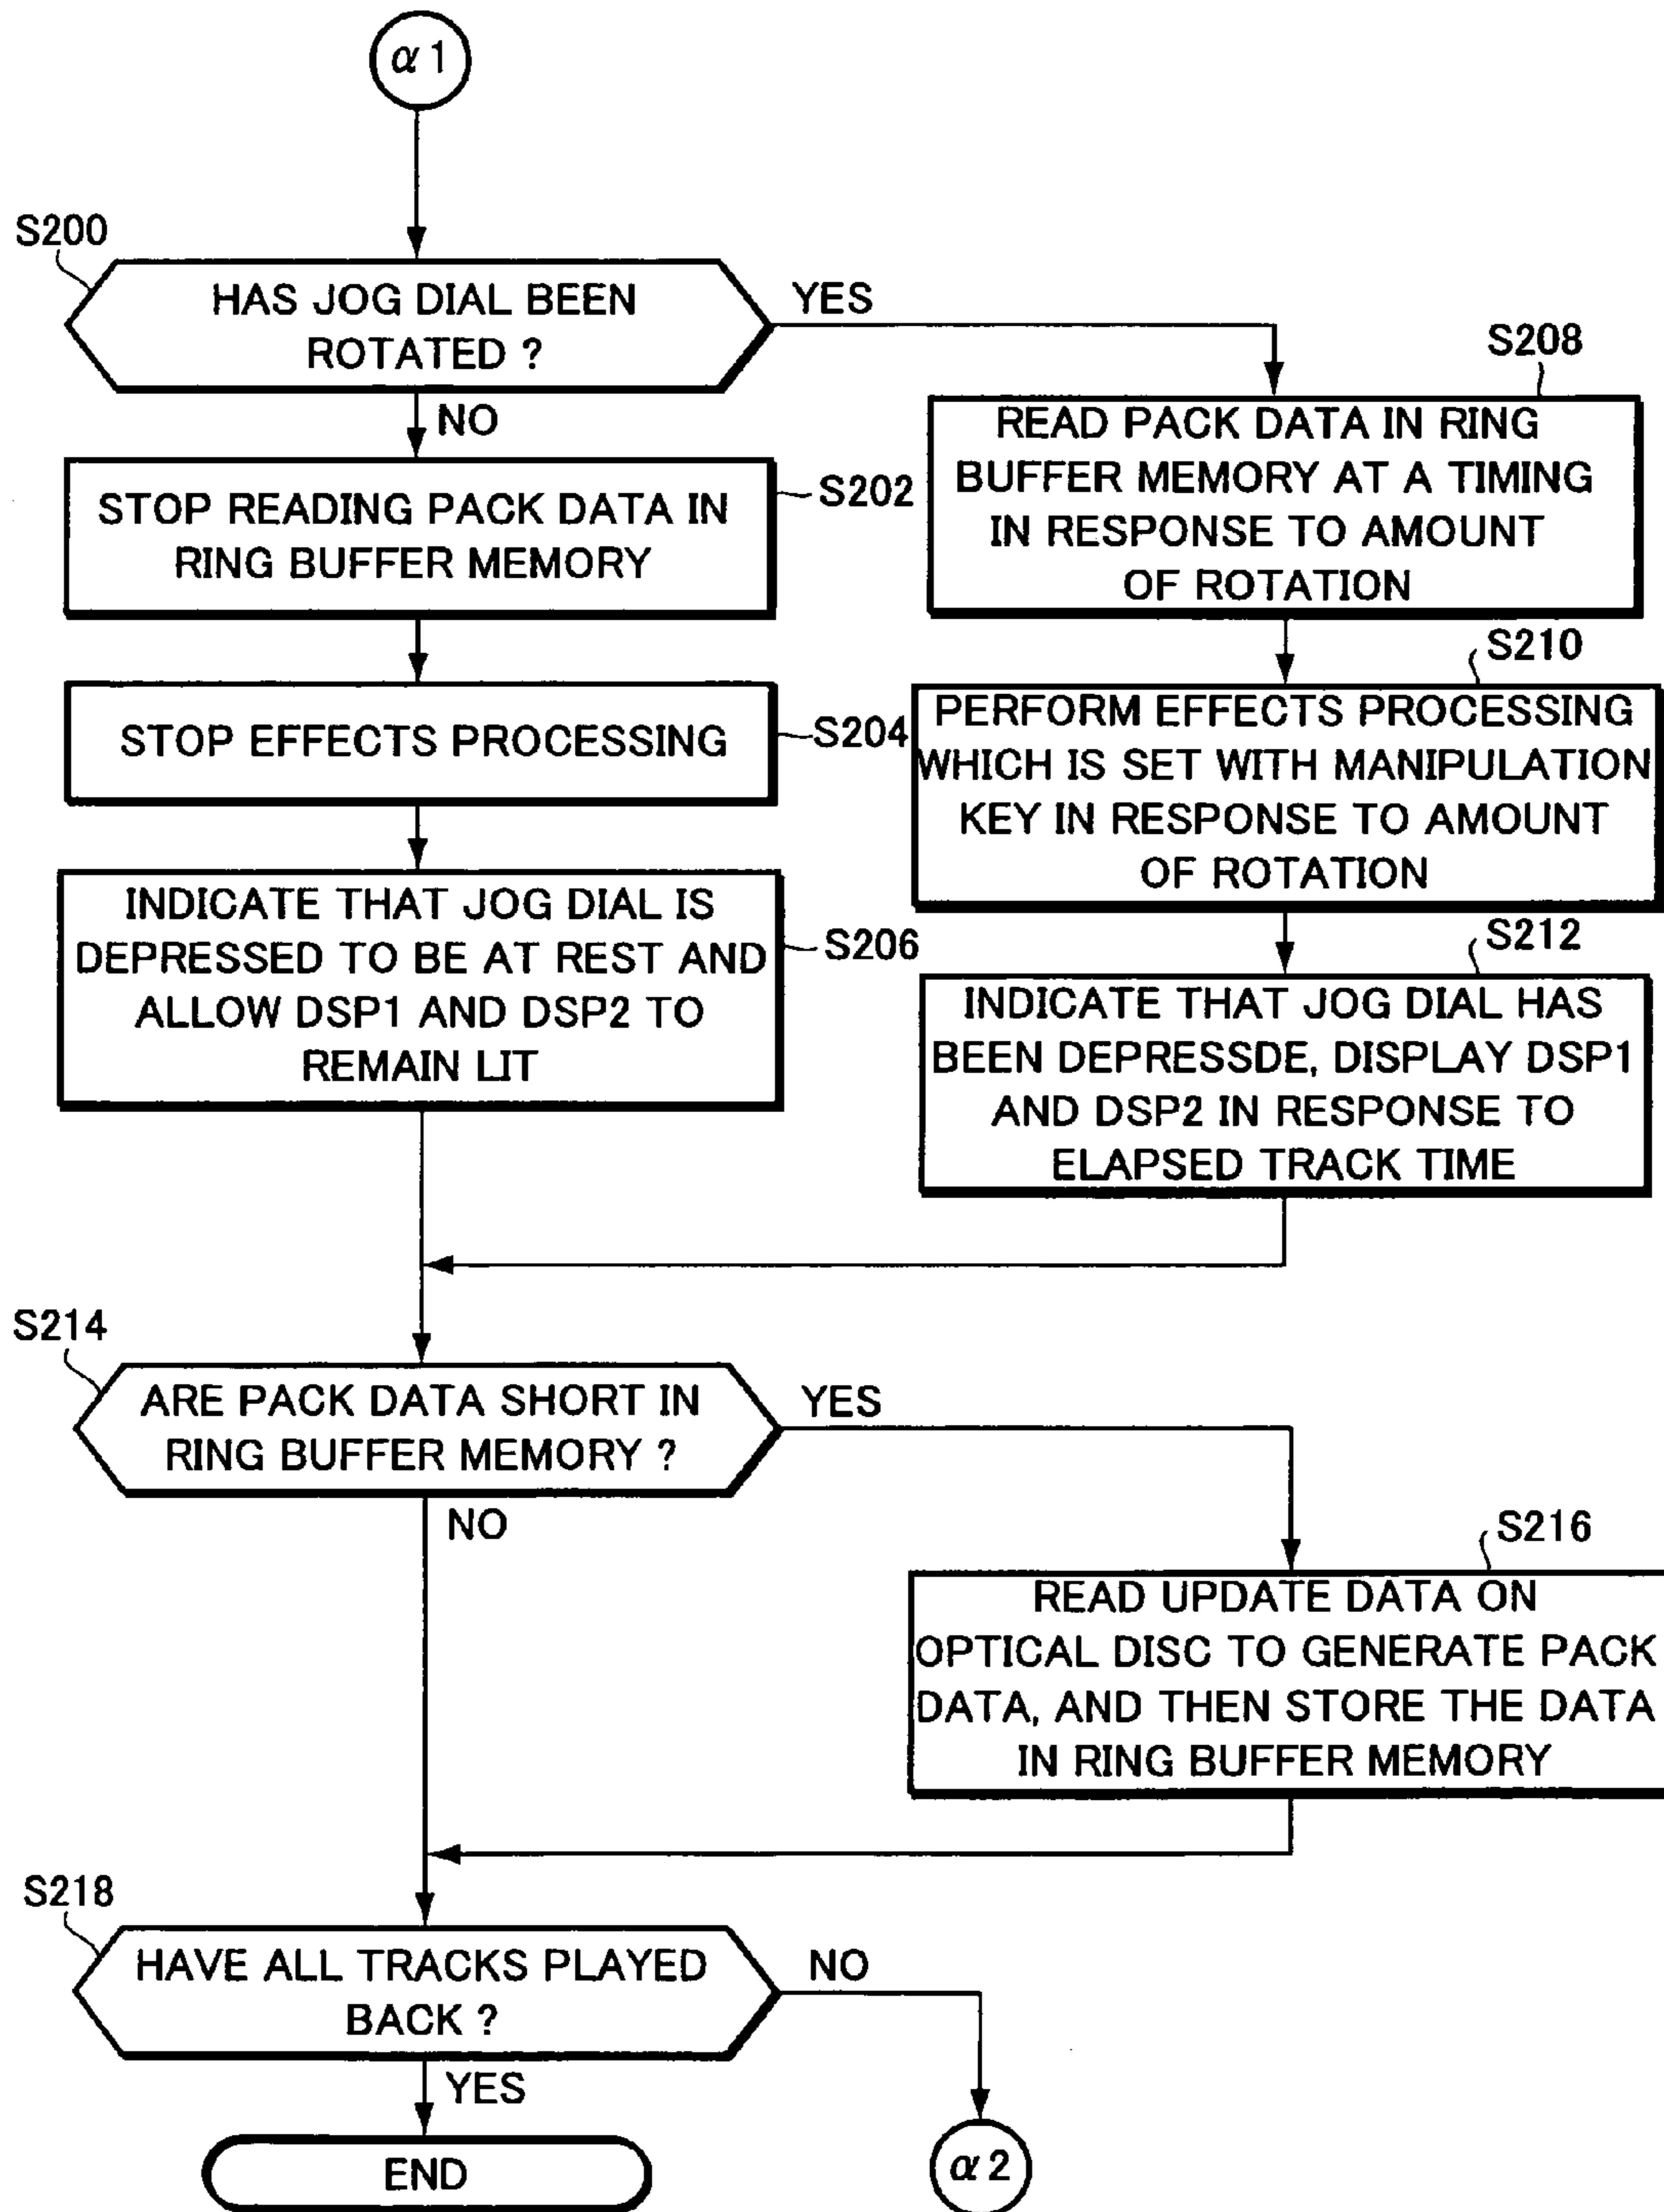 α1
S200
HAS JOG DIAL BEEN
ROTATED ?
YES
NO
S202
STOP READING PACK DATA IN
RING BUFFER MEMORY
S204
STOP EFFECTS PROCESSING
S206
INDICATE THAT JOG DIAL IS
DEPRESSED TO BE AT REST AND
ALLOW DSP1 AND DSP2 TO
REMAIN LIT
S208
READ PACK DATA IN RING
BUFFER MEMORY AT A TIMING
IN RESPONSE TO AMOUNT
OF ROTATION
S210
PERFORM EFFECTS PROCESSING
WHICH IS SET WITH MANIPULATION
KEY IN RESPONSE TO AMOUNT
OF ROTATION
S212
INDICATE THAT JOG DIAL HAS
BEEN DEPRESSDE, DISPLAY DSP1
AND DSP2 IN RESPONSE TO
ELAPSED TRACK TIME
S214
ARE PACK DATA SHORT IN
RING BUFFER MEMORY ?
YES
NO
S216
READ UPDATE DATA ON
OPTICAL DISC TO GENERATE PACK
DATA, AND THEN STORE THE DATA
IN RING BUFFER MEMORY
S218
HAVE ALL TRACKS PLAYED
BACK ?
NO
YES
END
α2